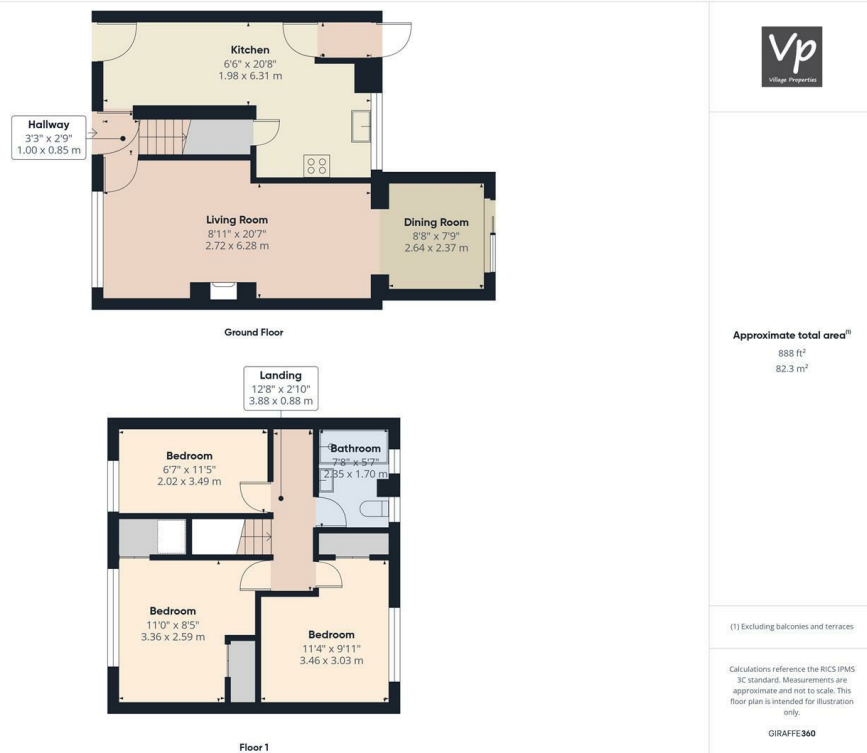 Kitchen
6'6" x 20'8"
1.98 x 6.31 m
Hallway
3'3" x 2'9"
1.00 x 0.85 m
Living Room
8'11" x 20'7"
2.72 x 6.28 m
Dining Room
8'8" x 7'9"
2.64 x 2.37 m
Ground Floor
Landing
12'8" x 2'10"
3.88 x 0.88 m
Bedroom
6'7" x 11'5"
2.02 x 3.49 m
Bathroom
7'8" x 5'7"
2.35 x 1.70 m
Bedroom
11'0" x 8'5"
3.36 x 2.59 m
Bedroom
11'4" x 9'11"
3.46 x 3.03 m
Floor 1
Vp
Village Properties
Approximate total area(1)
888 ft²
82.3 m²
(1) Excluding balconies and terraces
Calculations reference the RICS IPMS
3C standard. Measurements are
approximate and not to scale. This
floor plan is intended for illustration
only.
GIRAFFE360